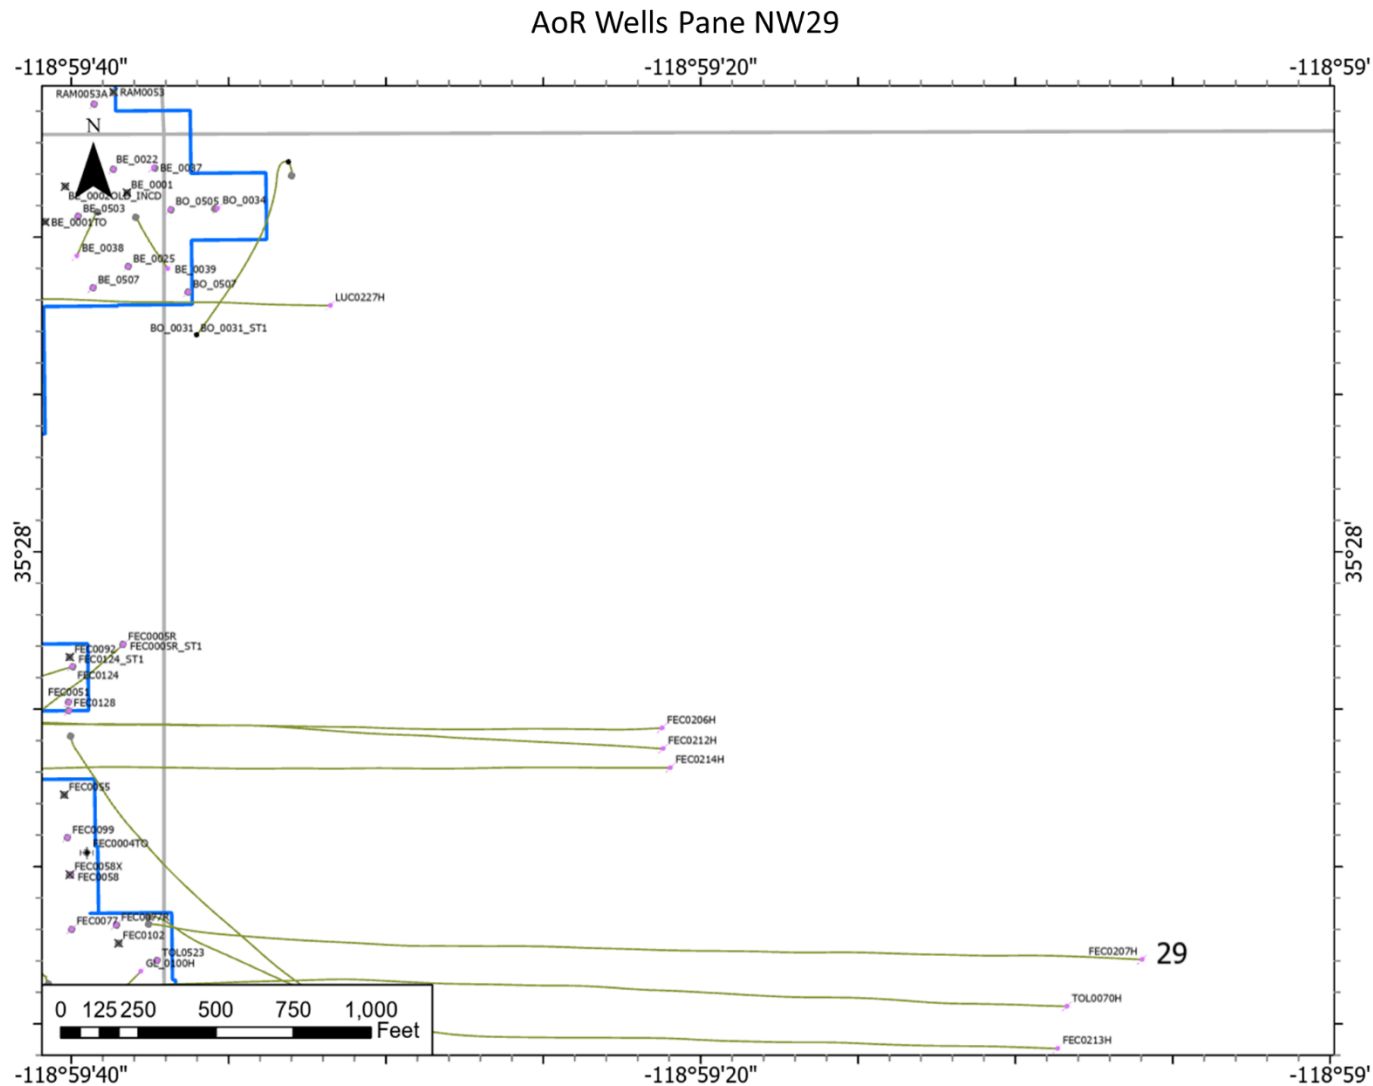 AoR Wells Pane NW29
-118°59'40"
-118°59'20"
-118°59'
RAM0053A
RAM0053
N
BE_0022
BE_0037
BE_0001
BE_0002OLD_INCD
BO_0505
BO_0034
BE_0503
BE_0001TO
BE_0038
BE_0025
BE_0039
BE_0507
BO_0507
LUC0227H
BO_0031
BO_0031_ST1
35°28'
35°28'
FEC0005R
FEC0005R_ST1
FEC0092
FEC0124_ST1
FEC0124
FEC0051
FEC0128
FEC0206H
FEC0212H
FEC0214H
FEC0055
FEC0099
FEC0004TO
FEC0058X
FEC0058
FEC0077
FEC0077R
FEC0102
TOL0523
GE_0100H
FEC0207H
29
TOL0070H
FEC0213H
0 125 250 500 750 1,000
Feet
-118°59'40"
-118°59'20"
-118°59'